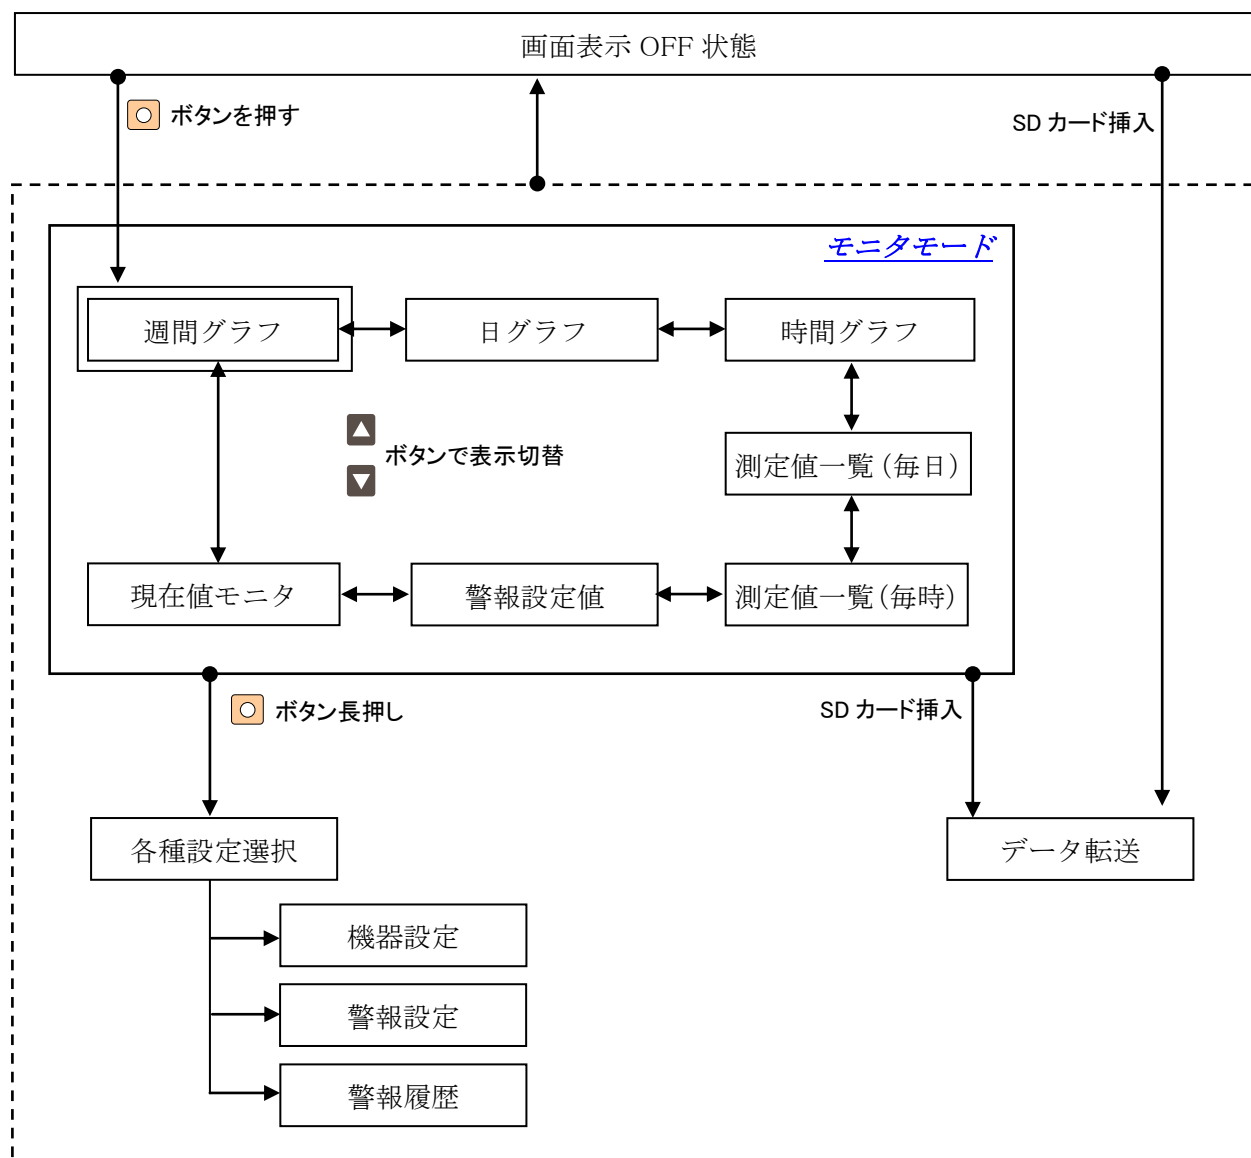 画面表示 OFF 状態
ボタンを押す
SD カード挿入
モニタモード
週間グラフ
日グラフ
時間グラフ
ボタンで表示切替
測定値一覧（毎日）
現在値モニタ
警報設定値
測定値一覧（毎時）
ボタン長押し
SD カード挿入
各種設定選択
データ転送
機器設定
警報設定
警報履歴